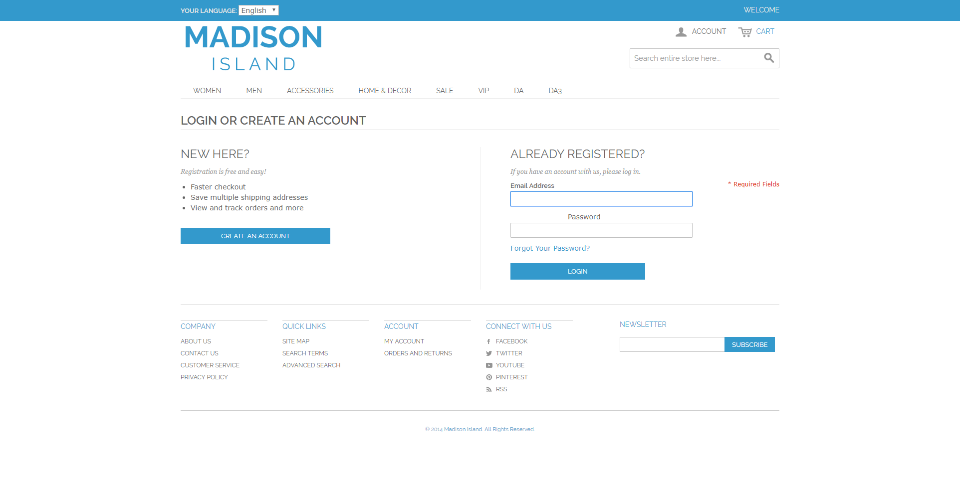 YOUR LANGUAGE: English
WELCOME
MADISON
ISLAND
ACCOUNT CART
Search entire store here...
WOMEN MEN ACCESSORIES HOME & DECOR SALE VIP DA DA3
LOGIN OR CREATE AN ACCOUNT
NEW HERE?
Registration is free and easy!
Faster checkout
Save multiple shipping addresses
View and track orders and more
CREATE AN ACCOUNT
ALREADY REGISTERED?
If you have an account with us, please log in.
* Required Fields
Email Address
Password
Forgot Your Password?
LOGIN
COMPANY
ABOUT US
CONTACT US
CUSTOMER SERVICE
PRIVACY POLICY
QUICK LINKS
SITE MAP
SEARCH TERMS
ADVANCED SEARCH
ACCOUNT
MY ACCOUNT
ORDERS AND RETURNS
CONNECT WITH US
FACEBOOK
TWITTER
YOUTUBE
PINTEREST
RSS
NEWSLETTER
SUBSCRIBE
© 2014 Madison Island. All Rights Reserved.